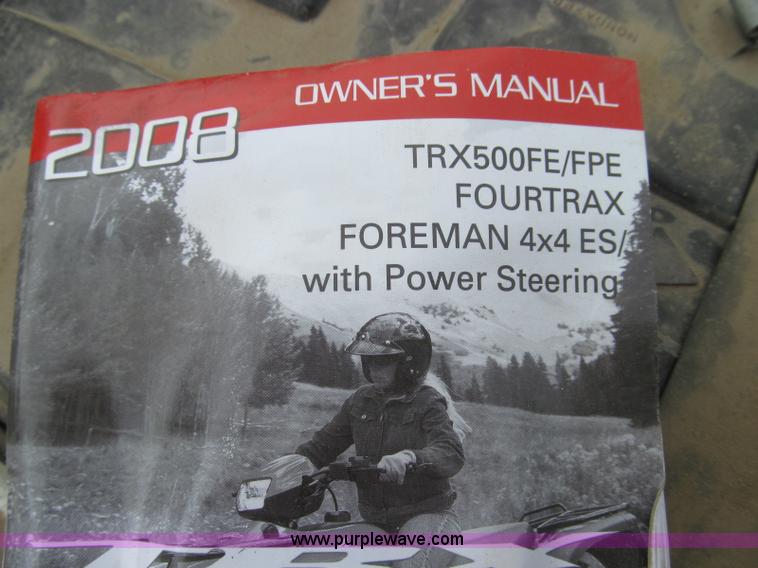 OWNER'S MANUAL
2008
TRX500FE/FPE
FOURTRAX
FOREMAN 4x4 ES/
with Power Steering
www.purplewave.com